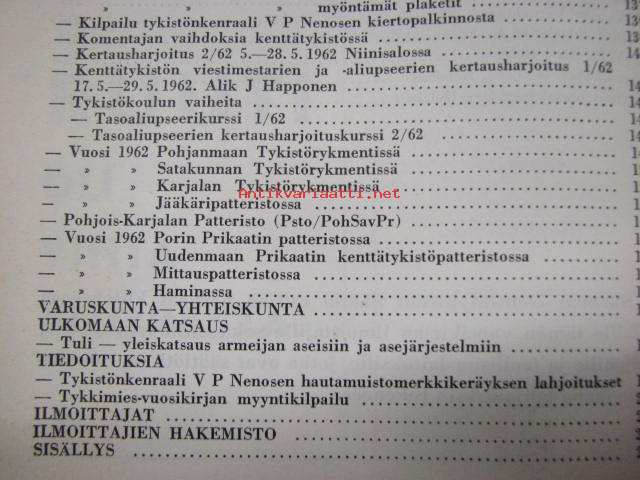 » » myöntämät plaketit
— Kilpailu tykistönkenraali V P Nenosen kiertopalkinnosta
— Komentajan vaihdoksia kenttätykistössä
— Kertausharjoitus 2/62 5.—28. 5. 1962 Niinisalossa
— Kenttätykistön viestimestarien ja -aliupseerien kertausharjoitus 1/62
17. 5.—29. 5. 1962. Alik J Happonen
— Tykistökoulun vaiheita
— Tasoaliupseerikurssi 1/62
— Tasoaliupseerien kertausharjoituskurssi 2/62
— Vuosi 1962 Pohjanmaan Tykistörykmentissä
— » » Satakunnan Tykistörykmentissä
— » » Karjalan Tykistörykmentissä
Antikvariaatti.net
— » » Jääkäripatteristossa
— Pohjois-Karjalan Patteristo (Psto/PohSavPr)
— Vuosi 1962 Porin Prikaatin patteristossa
— » » Uudenmaan Prikaatin kenttätykistöpatteristossa
— » » Mittauspatteristossa
— » » Haminassa
VARUSKUNTA—YHTEISKUNTA
ULKOMAAN KATSAUS
— Tuli — yleiskatsaus armeijan aseisiin ja asejärjestelmiin
TIEDOITUKSIA
— Tykistönkenraali V P Nenosen hautamuistomerkkikeräyksen lahjoitukset
— Tykkimies-vuosikirjan myyntikilpailu
ILMOITTAJAT
ILMOITTAJIEN HAKEMISTO
SISÄLLYS